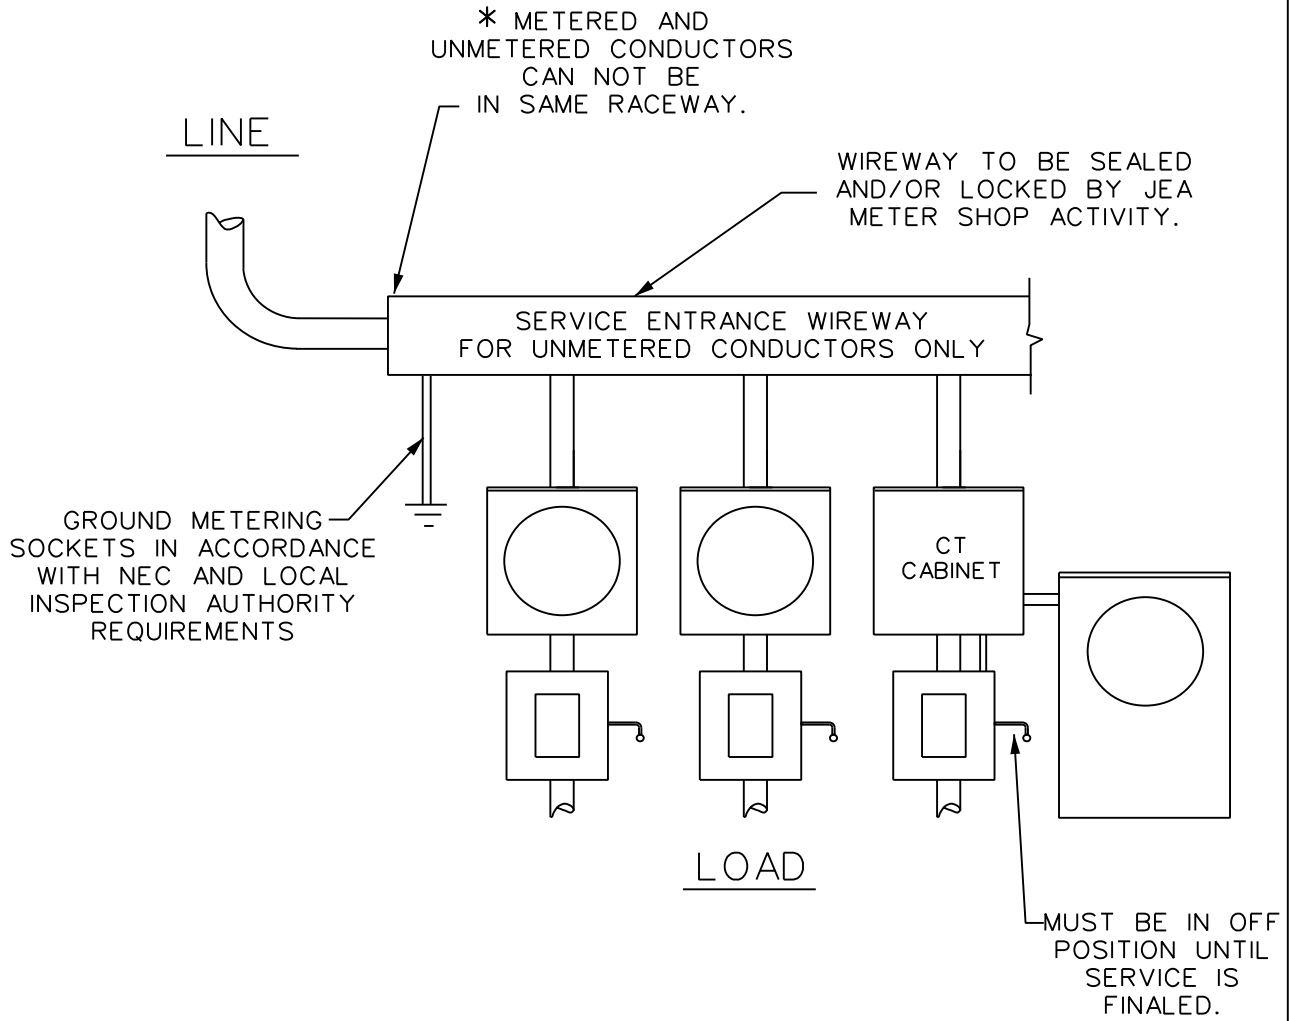 * METERED AND
UNMETERED CONDUCTORS
CAN NOT BE
IN SAME RACEWAY.
LINE
WIREWAY TO BE SEALED
AND/OR LOCKED BY JEA
METER SHOP ACTIVITY.
SERVICE ENTRANCE WIREWAY
FOR UNMETERED CONDUCTORS ONLY
GROUND METERING
SOCKETS IN ACCORDANCE
WITH NEC AND LOCAL
INSPECTION AUTHORITY
REQUIREMENTS
CT
CABINET
LOAD
MUST BE IN OFF
POSITION UNTIL
SERVICE IS
FINALED.